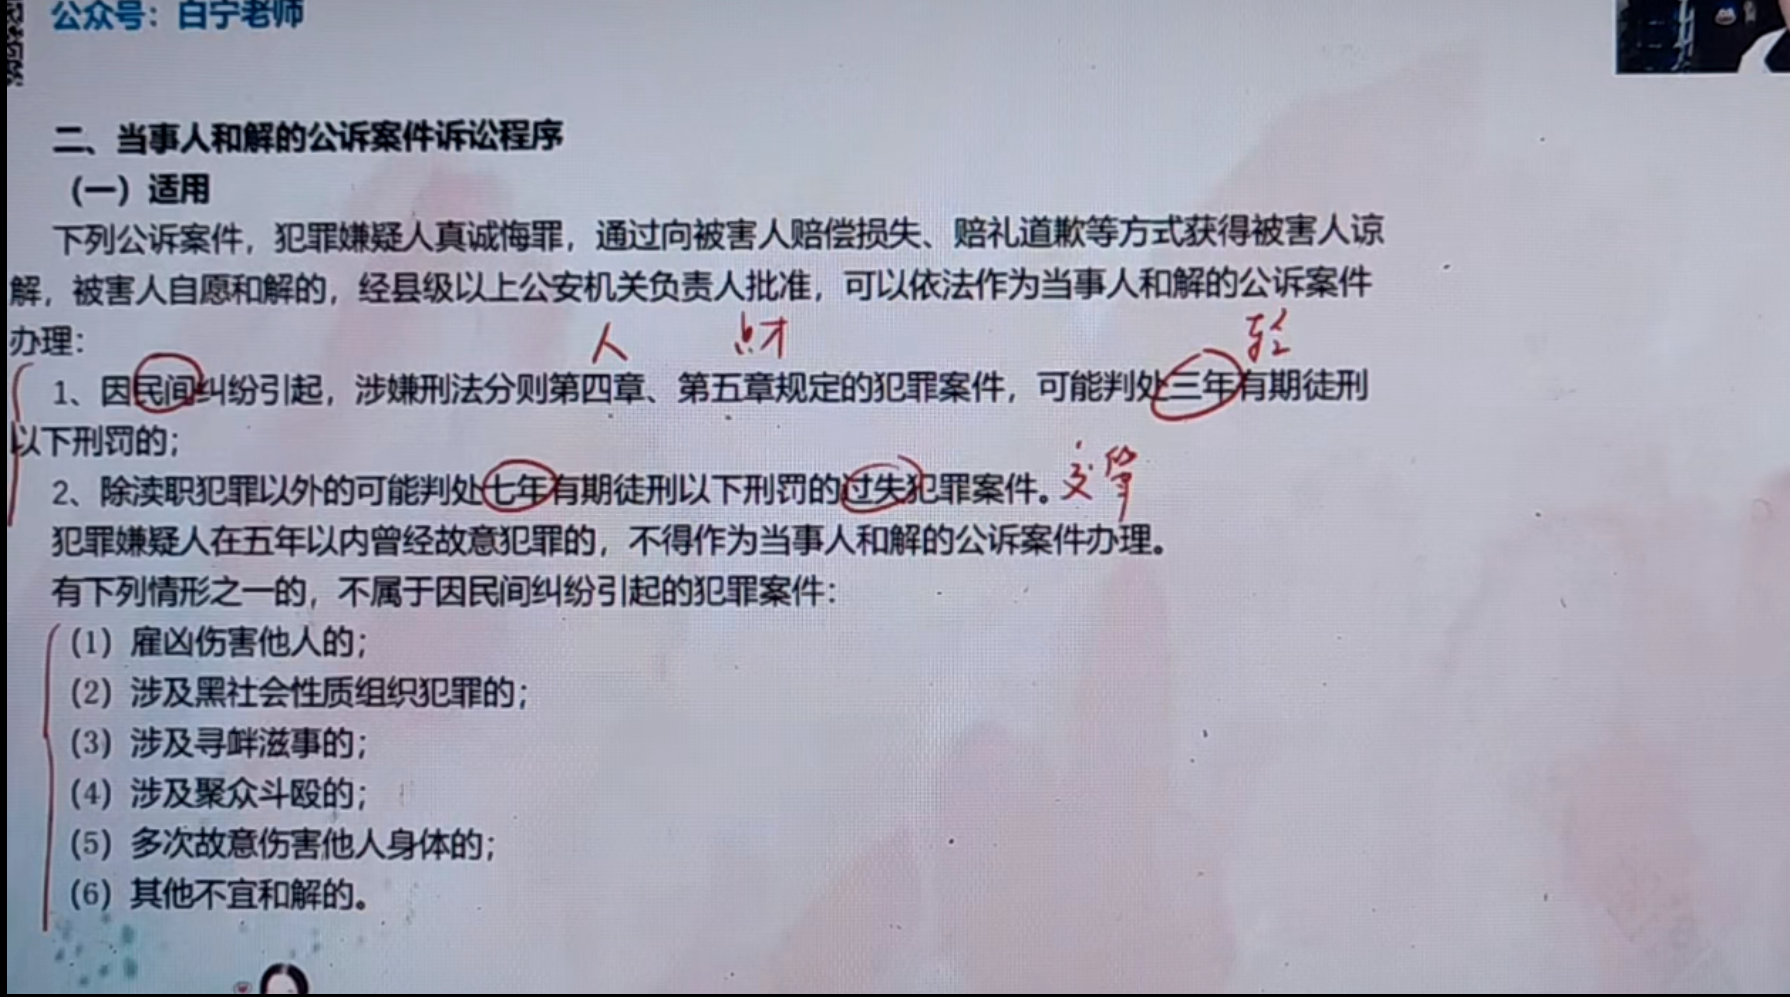 公众号：白宁老师
二、当事人和解的公诉案件诉讼程序
（一）适用
下列公诉案件，犯罪嫌疑人真诚悔罪，通过向被害人赔偿损失、赔礼道歉等方式获得被害人谅
解，被害人自愿和解的，经县级以上公安机关负责人批准，可以依法作为当事人和解的公诉案件
办理：
人 财 轻
1、因民间纠纷引起，涉嫌刑法分则第四章、第五章规定的犯罪案件，可能判处三年有期徒刑
以下刑罚的；
2、除渎职犯罪以外的可能判处七年有期徒刑以下刑罚的过失犯罪案件。
犯罪嫌疑人在五年以内曾经故意犯罪的，不得作为当事人和解的公诉案件办理。
有下列情形之一的，不属于因民间纠纷引起的犯罪案件：
（1）雇凶伤害他人的；
（2）涉及黑社会性质组织犯罪的；
（3）涉及寻衅滋事的；
（4）涉及聚众斗殴的；
（5）多次故意伤害他人身体的；
（6）其他不宜和解的。